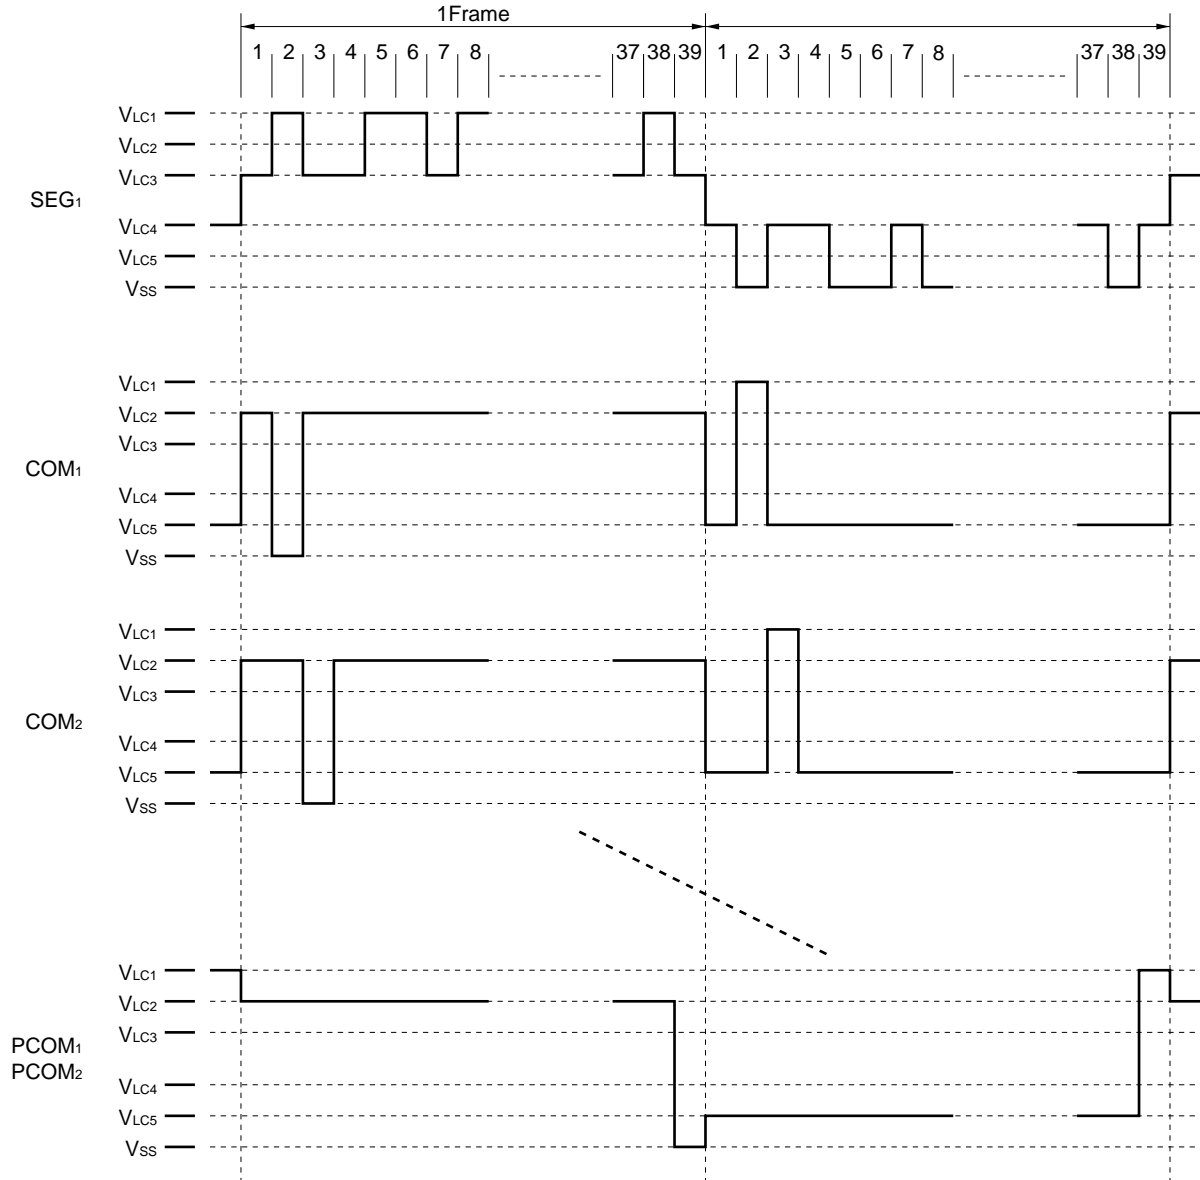 1Frame
1 2 3 4 5 6 7 8 37 38 39 1 2 3 4 5 6 7 8 37 38 39
VLC1
VLC2
VLC3
SEG1
VLC4
VLC5
VSS
VLC1
VLC2
VLC3
COM1
VLC4
VLC5
VSS
VLC1
VLC2
VLC3
COM2
VLC4
VLC5
VSS
VLC1
VLC2
VLC3
PCOM1
PCOM2
VLC4
VLC5
VSS